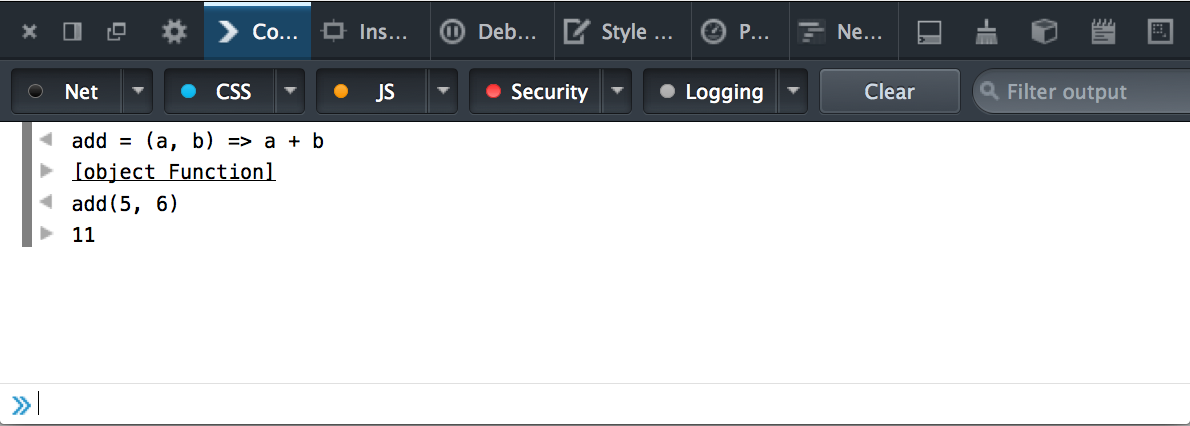 Co... Ins... Deb... Style ... P... Ne...
Net CSS JS Security Logging Clear Filter output
add = (a, b) => a + b
[object Function]
add(5, 6)
11